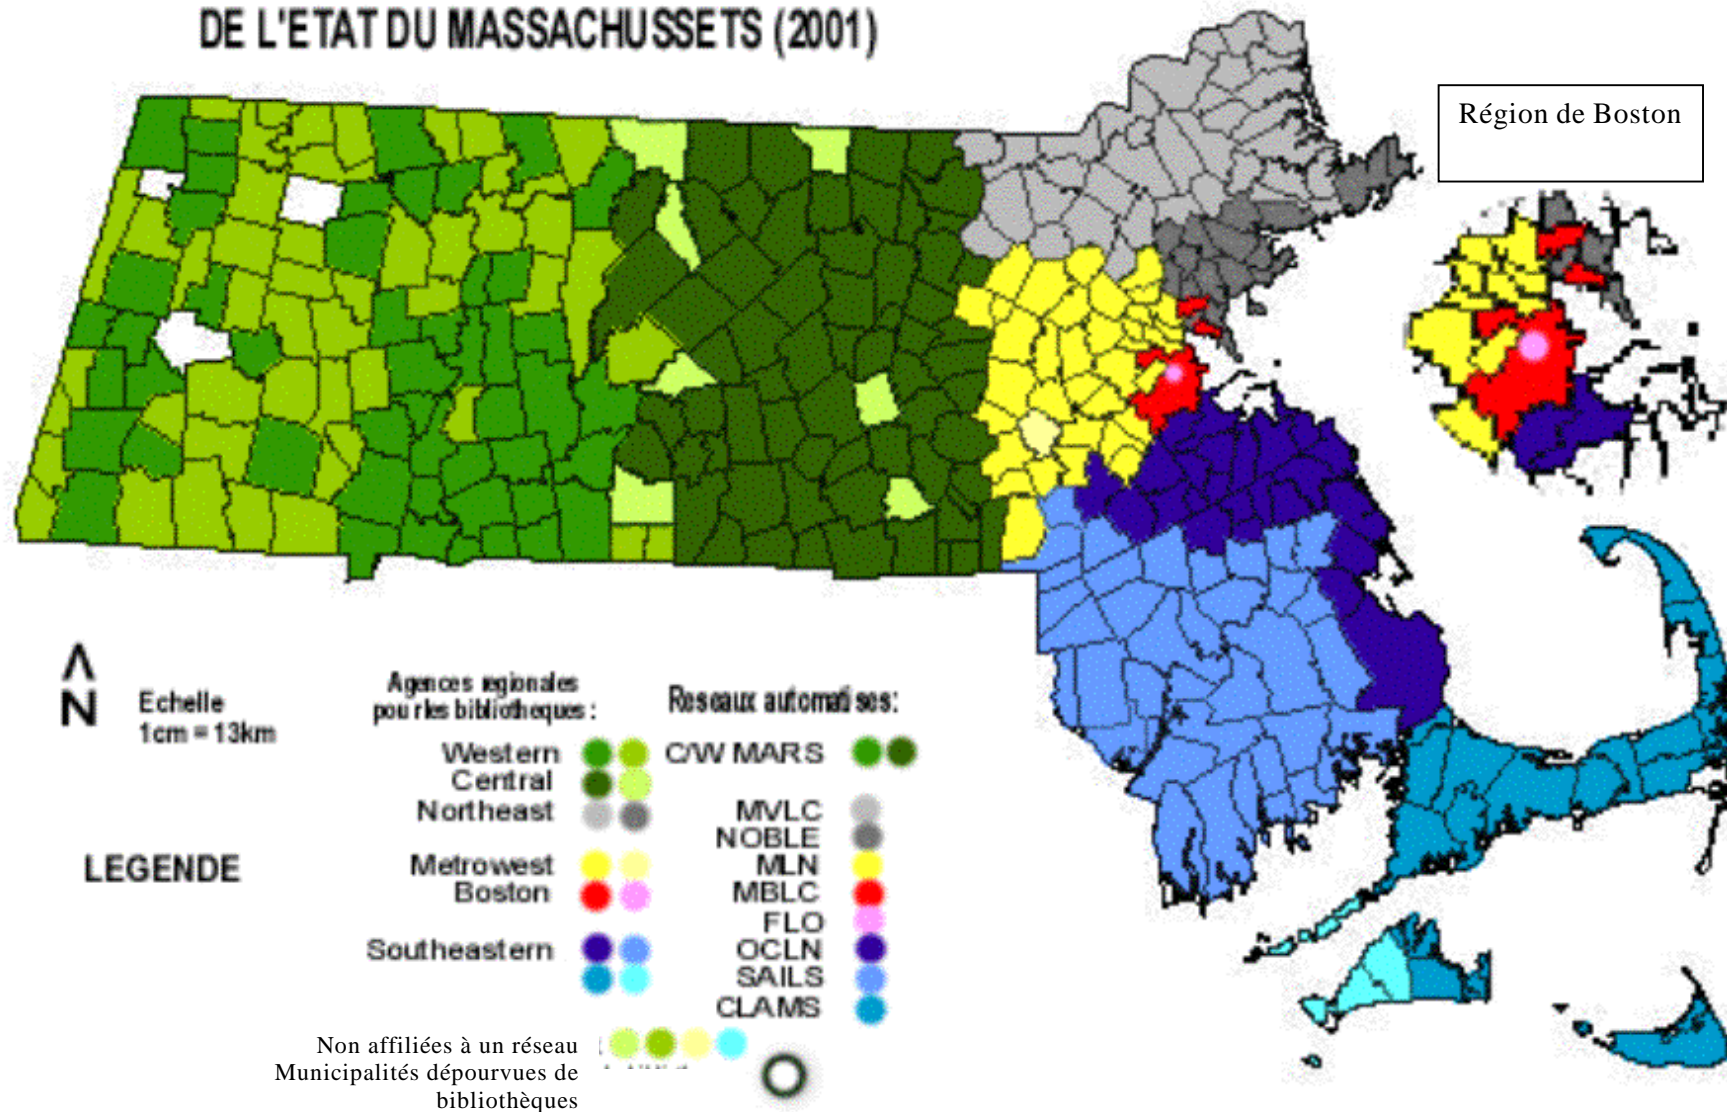 DE L'ETAT DU MASSACHUSSETS (2001)
Région de Boston
N
Echelle
1cm = 13km
LEGENDE
Agences regionales
pour les bibliotheques :
Western
Central
Northeast
Metrowest
Boston
Southeastern
Reseaux automatises:
C/W MARS
MVLC
NOBLE
MLN
MBLC
FLO
OCLN
SAILS
CLAMS
Non affiliées à un réseau
Municipalités dépourvues de
bibliothèques